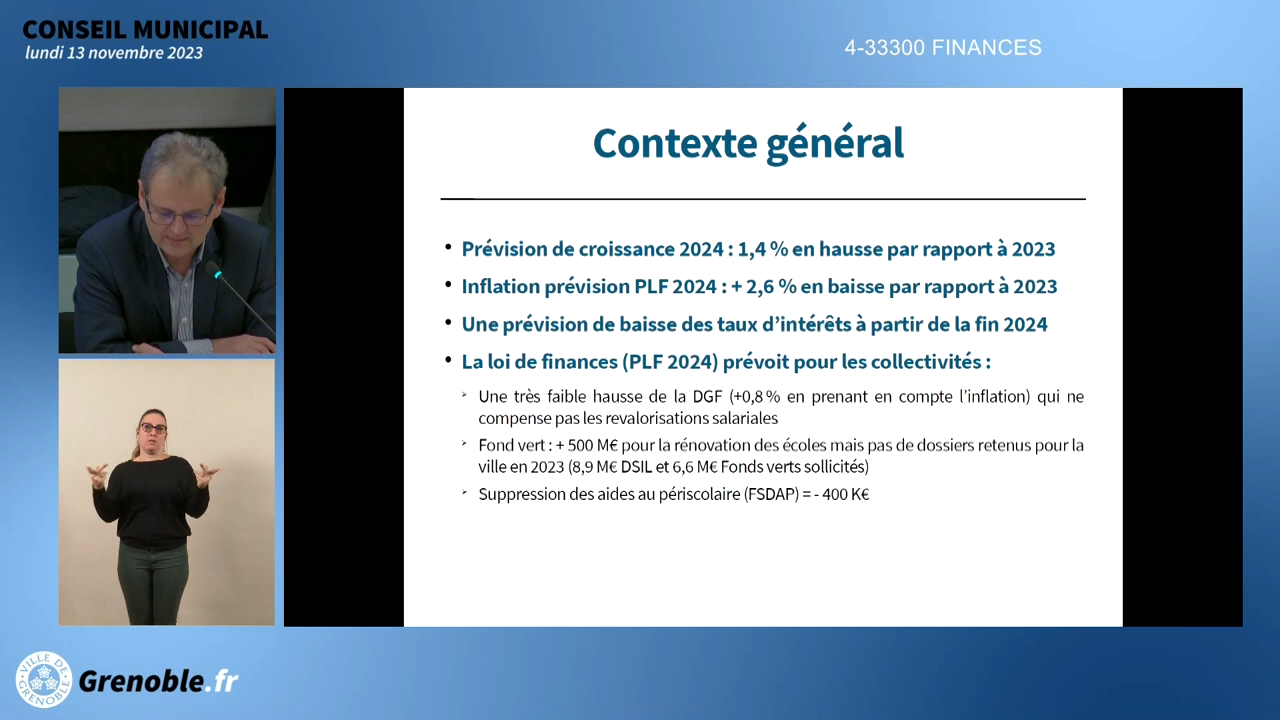 CONSEIL MUNICIPAL
lundi 13 novembre 2023
4-33300 FINANCES
Contexte général
• Prévision de croissance 2024 : 1,4 % en hausse par rapport à 2023
• Inflation prévision PLF 2024 : + 2,6 % en baisse par rapport à 2023
• Une prévision de baisse des taux d’intérêts à partir de la fin 2024
• La loi de finances (PLF 2024) prévoit pour les collectivités :
Une très faible hausse de la DGF (+0,8 % en prenant en compte l’inflation) qui ne
compense pas les revalorisations salariales
Fond vert : + 500 M€ pour la rénovation des écoles mais pas de dossiers retenus pour la
ville en 2023 (8,9 M€ DSIL et 6,6 M€ Fonds verts sollicités)
Suppression des aides au périscolaire (FSDAP) = - 400 K€
VILLE DE GRENOBLE
Grenoble.fr